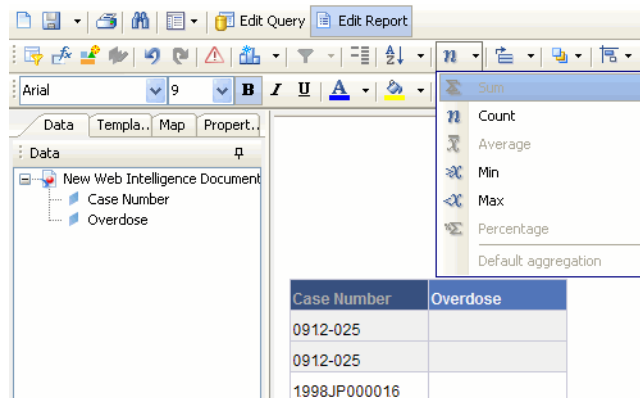 Edit Query Edit Report
Arial 9 B I U A
Data Templa.. Map Propert..
Data
New Web Intelligence Document
Case Number
Overdose
n
Sum
Count
Average
Min
Max
Percentage
Default aggregation
Case Number Overdose
0912-025
0912-025
1998JP000016